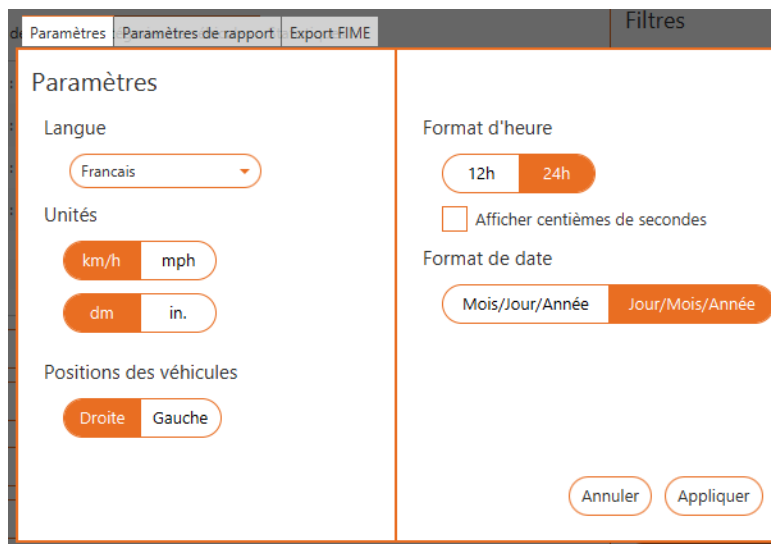 Paramètres Paramètres de rapport Export FIME
Filtres
Paramètres
Langue
Francais
Unités
km/h mph
dm in.
Positions des véhicules
Droite Gauche
Format d'heure
12h 24h
Afficher centièmes de secondes
Format de date
Mois/Jour/Année Jour/Mois/Année
Annuler Appliquer